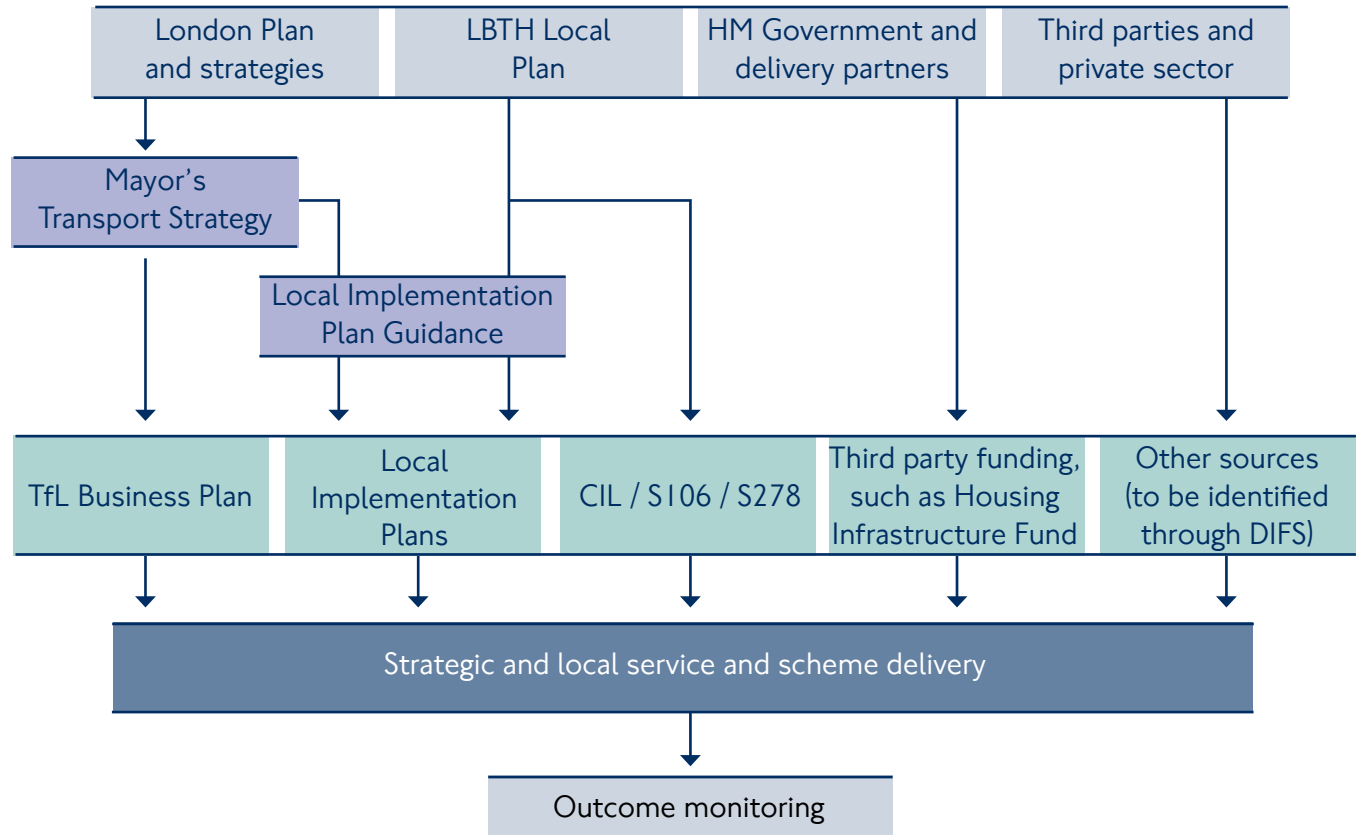 London Plan
and strategies
LBTH Local
Plan
HM Government and
delivery partners
Third parties and
private sector
Mayor’s
Transport Strategy
Local Implementation
Plan Guidance
TfL Business Plan
Local
Implementation
Plans
CIL / S106 / S278
Third party funding,
such as Housing
Infrastructure Fund
Other sources
(to be identified
through DIFS)
Strategic and local service and scheme delivery
Outcome monitoring